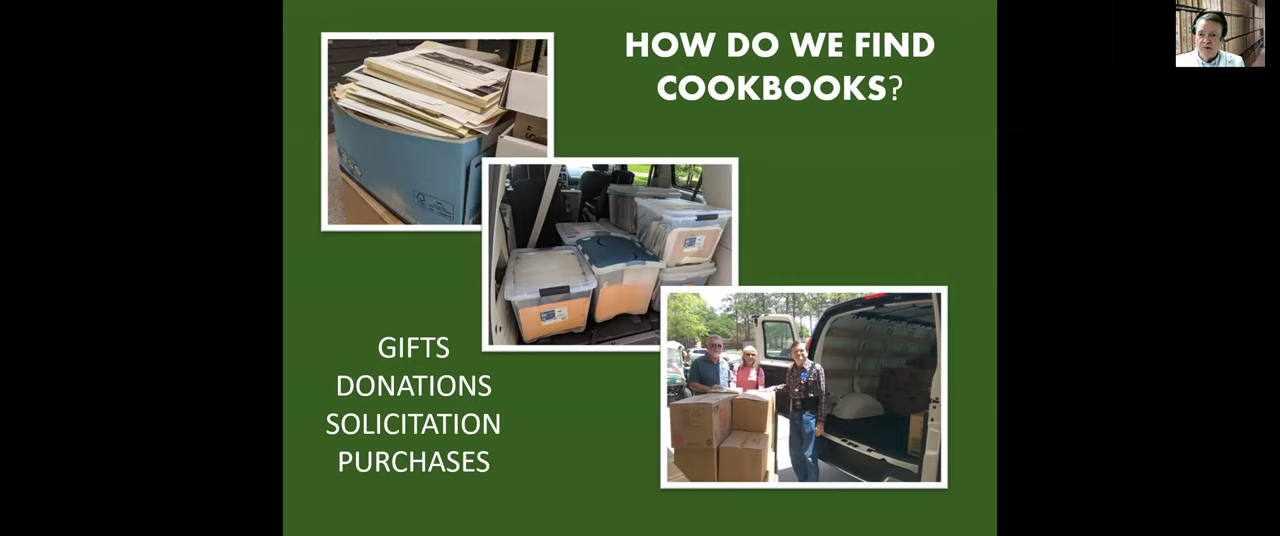 HOW DO WE FIND
COOKBOOKS?
GIFTS
DONATIONS
SOLICITATION
PURCHASES